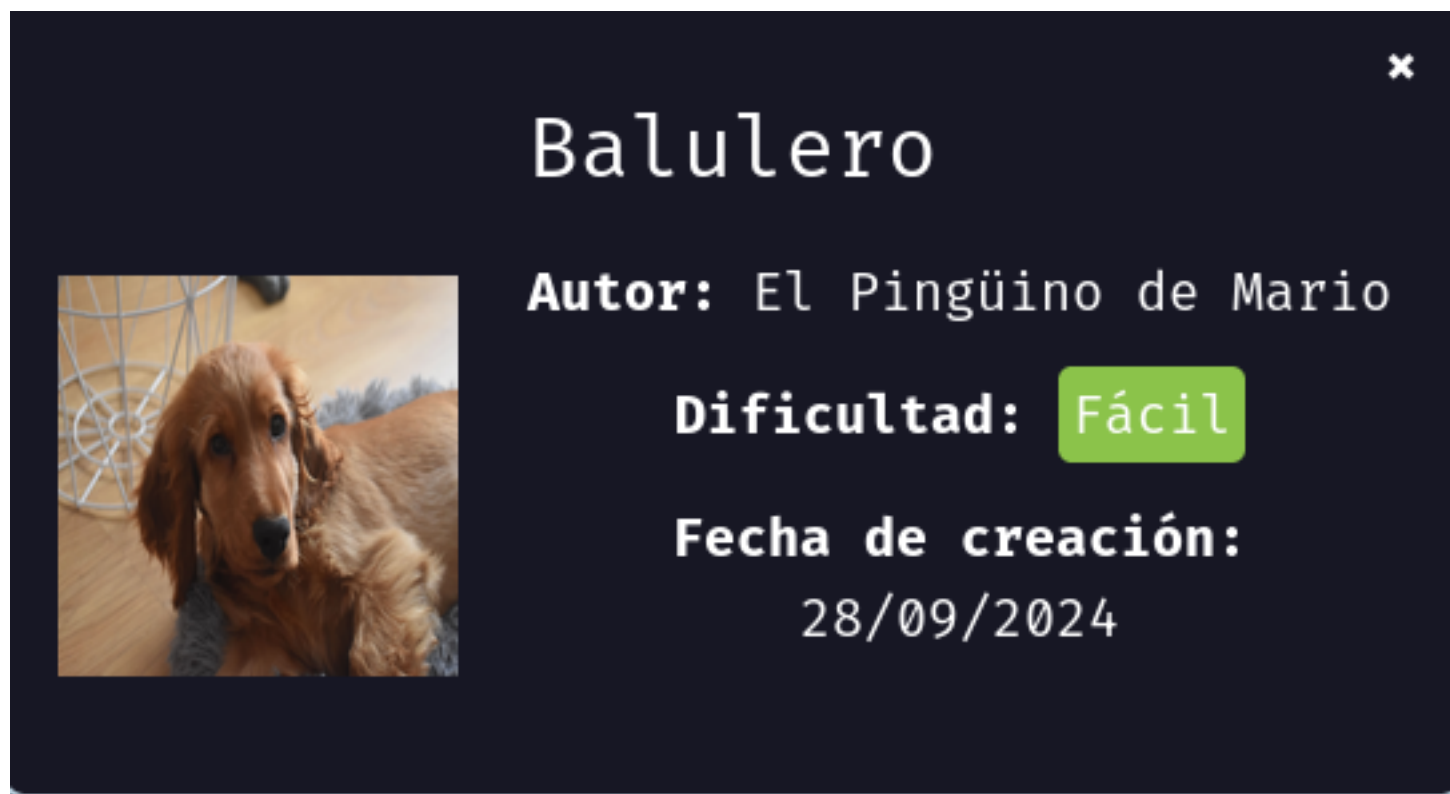 Balulero
Autor: El Pingüino de Mario
Dificultad: Fácil
Fecha de creación:
28/09/2024